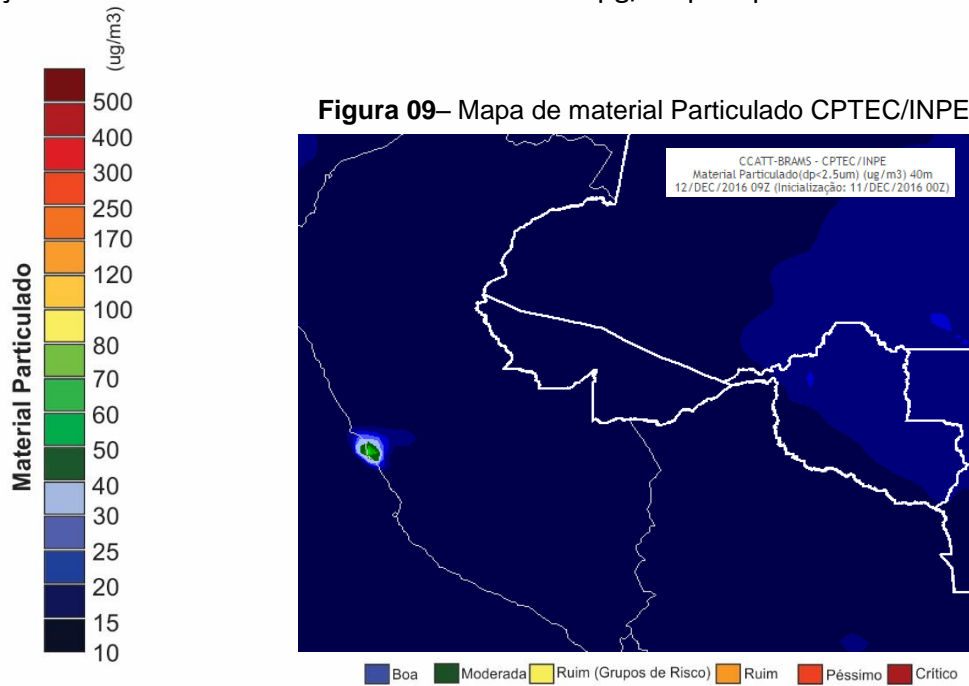 (ug/m3)
Material Particulado
500
400
300
250
170
120
100
80
70
60
50
40
30
25
20
15
10
Figura 09– Mapa de material Particulado CPTEC/INPE
CCATT-BRAMS - CPTEC/INPE
Material Particulado(dp<2.5um) (ug/m3) 40m
12/DEC/2016 09Z (Inicialização: 11/DEC/2016 00Z)
Boa Moderada Ruim (Grupos de Risco) Ruim Péssimo Crítico